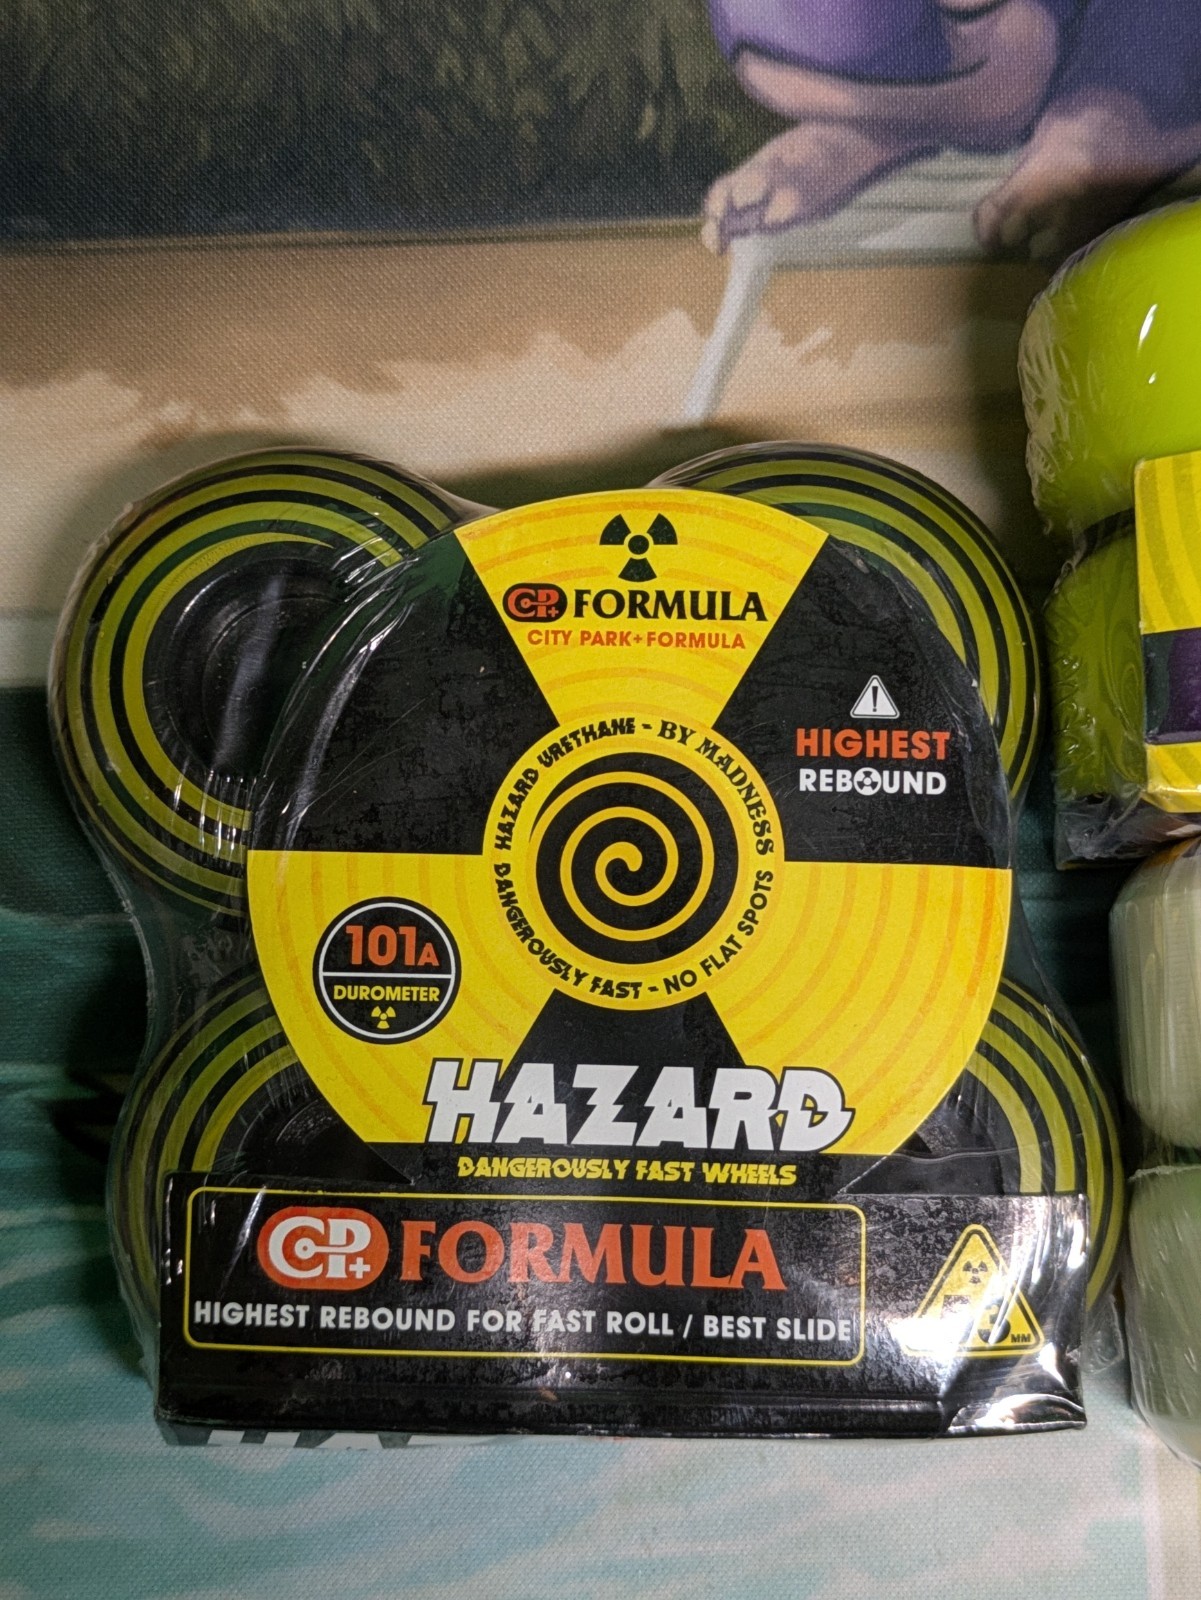 CP+ FORMULA
CITY PARK+FORMULA
HIGHEST
REBOUND
HAZARD URETHANE - BY MADNESS
DANGEROUSLY FAST - NO FLAT SPOTS
101A
DUROMETER
HAZARD
DANGEROUSLY FAST WHEELS
CP+ FORMULA
HIGHEST REBOUND FOR FAST ROLL / BEST SLIDE
MM